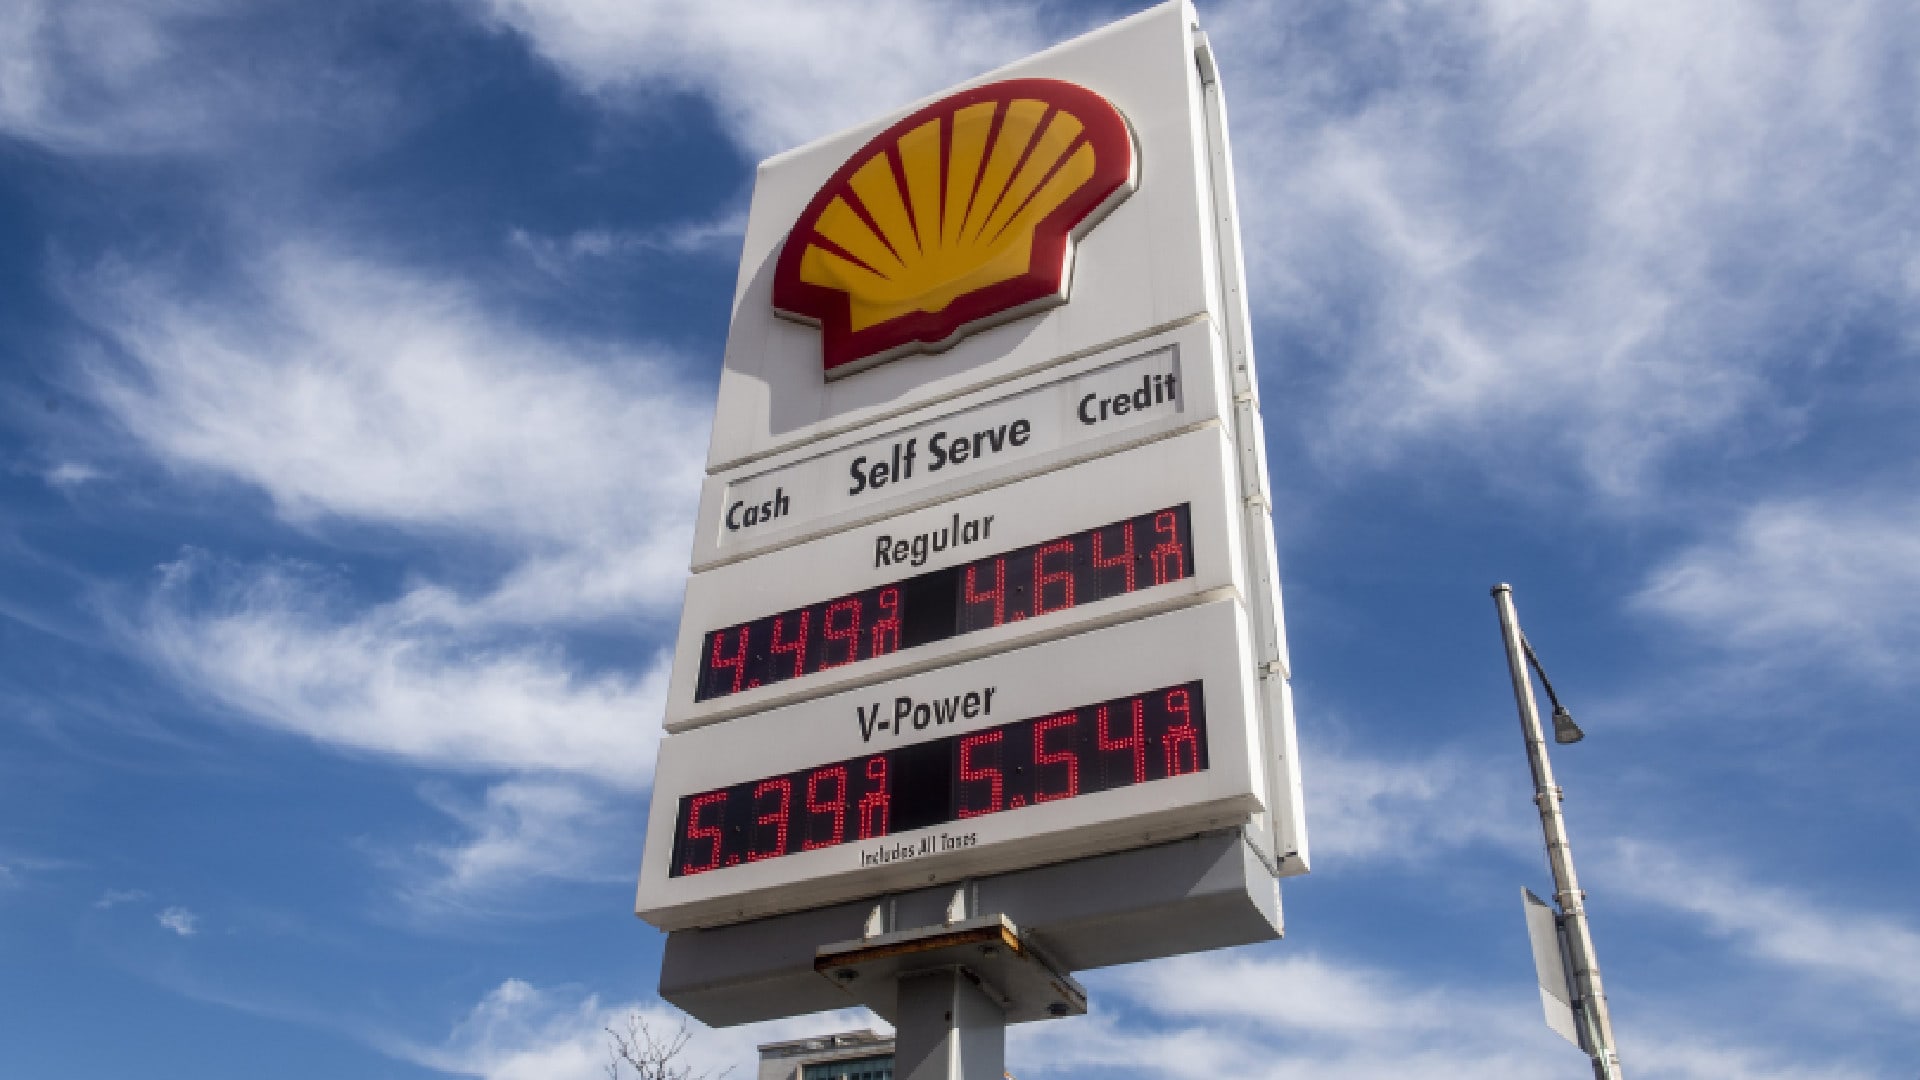 Cash Self Serve Credit
Regular
4.49 9/10 4.64 9/10
V-Power
5.39 9/10 5.54 9/10
Includes All Taxes